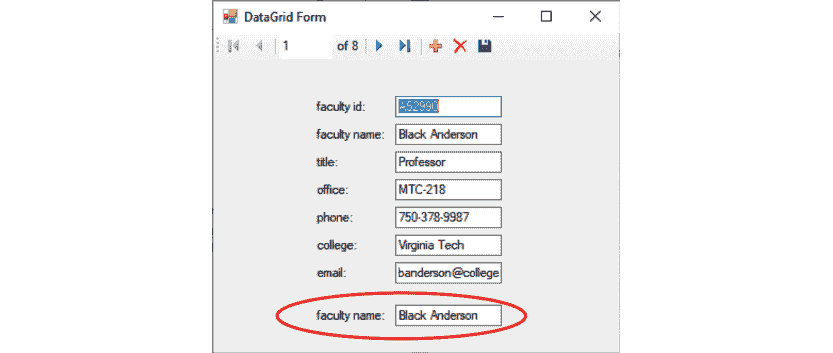 DataGrid Form
1 of 8
faculty id: A52990
faculty name: Black Anderson
title: Professor
office: MTC-218
phone: 750-378-9987
college: Virginia Tech
email: banderson@college
faculty name: Black Anderson